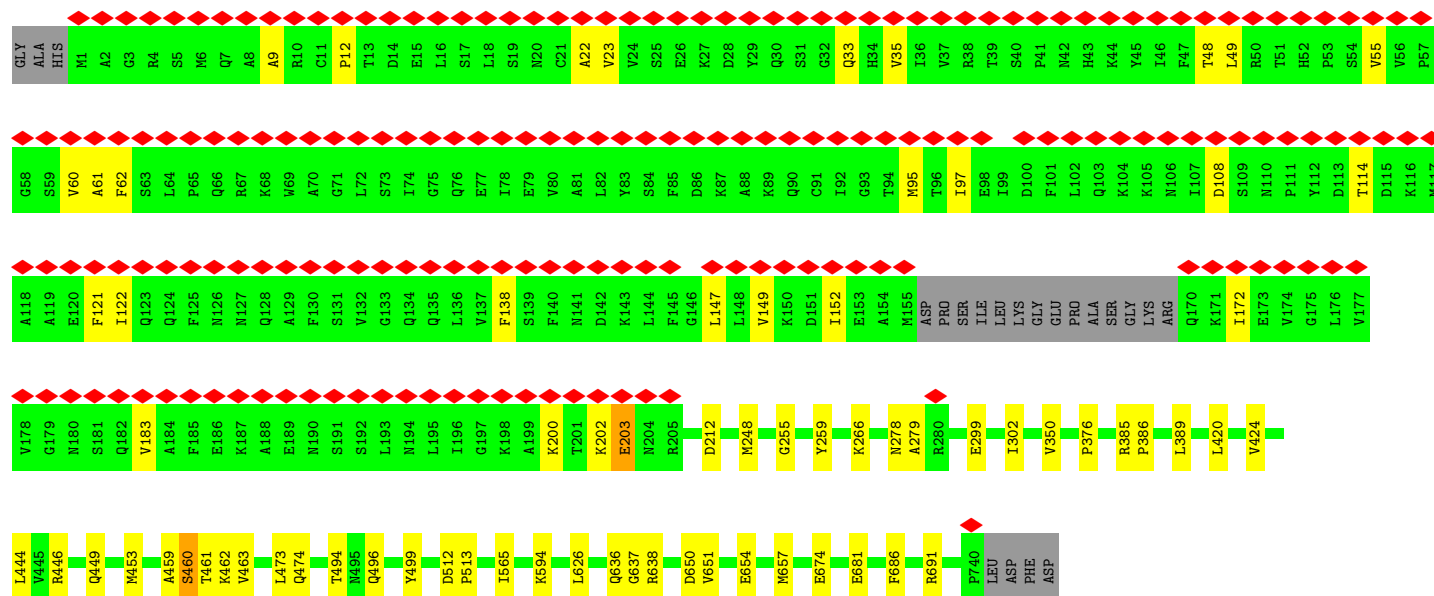 GLY ALA HIS M1 A2 G3 R4 S5 M6 Q7 A8 A9 R10 C11 P12 T13 D14 E15 L16 S17 L18 S19 N20 C21 A22 V23 V24 S25 E26 K27 D28 Y29 Q30 S31 G32 Q33 H34 V35 I36 V37 R38 T39 S40 P41 N42 H43 K44 Y45 I46 F47 T48 L49 R50 T51 H52 P53 S54 V55 V56 P57
G58 S59 V60 A61 F62 S63 L64 P65 Q66 R67 K68 W69 A70 G71 L72 S73 I74 G75 Q76 E77 I78 E79 V80 A81 L82 Y83 S84 F85 D86 K87 A88 K89 Q90 C91 I92 G93 T94 M95 T96 I97 E98 I99 D100 F101 L102 Q103 K104 K105 N106 I107 D108 S109 N110 P111 Y112 D113 T114 D115 K116 M117
A118 A119 E120 F121 I122 Q123 Q124 F125 N126 N127 Q128 A129 F130 S131 V132 G133 Q134 Q135 L136 V137 F138 S139 F140 N141 D142 K143 L144 F145 G146 L147 L148 V149 K150 D151 I152 E153 A154 M155 ASP PRO SER ILE LEU LYS GLY GLU PRO ALA SER GLY LYS ARG Q170 K171 I172 E173 V174 G175 L176 V177
V178 G179 N180 S181 Q182 V183 A184 F185 E186 K187 A188 E189 N190 S191 S192 L193 N194 L195 I196 G197 K198 A199 K200 T201 K202 E203 N204 R205 D212 M248 G255 Y259 K266 N278 A279 R280 E299 I302 V350 P376 R385 P386 L389 L420 V424
L444 V445 R446 Q449 M453 A459 S460 T461 K462 V463 L473 Q474 T494 N495 Q496 Y499 D512 P513 I565 K594 L626 Q636 G637 R638 D650 V651 E654 M657 E674 E681 F686 R691 P740 LEU ASP PHE ASP